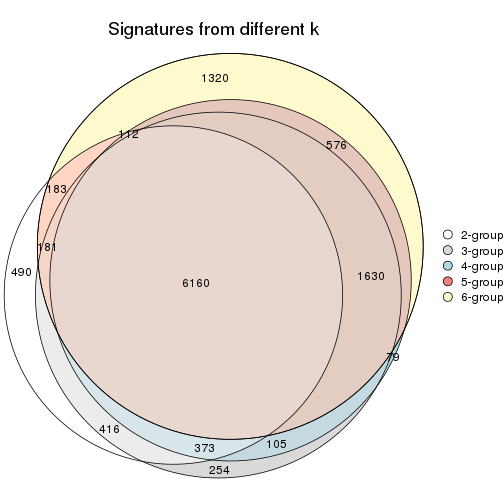 Signatures from different k
1320
112
576
183
181
490
6160
1630
79
416
373
105
254
2-group
3-group
4-group
5-group
6-group